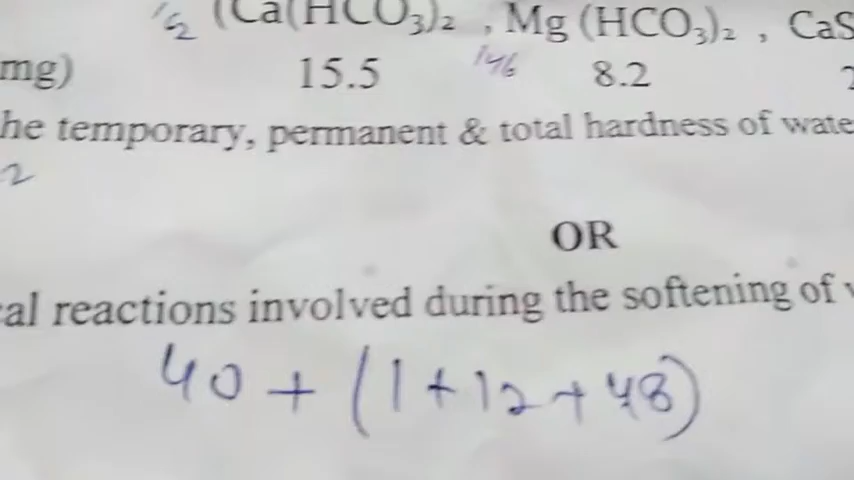 (Ca(HCO₃)₂ , Mg (HCO₃)₂ , CaS
mg) 15.5 146 8.2
he temporary, permanent & total hardness of wate
2
OR
al reactions involved during the softening of
40 + (1 + 12 + 48)